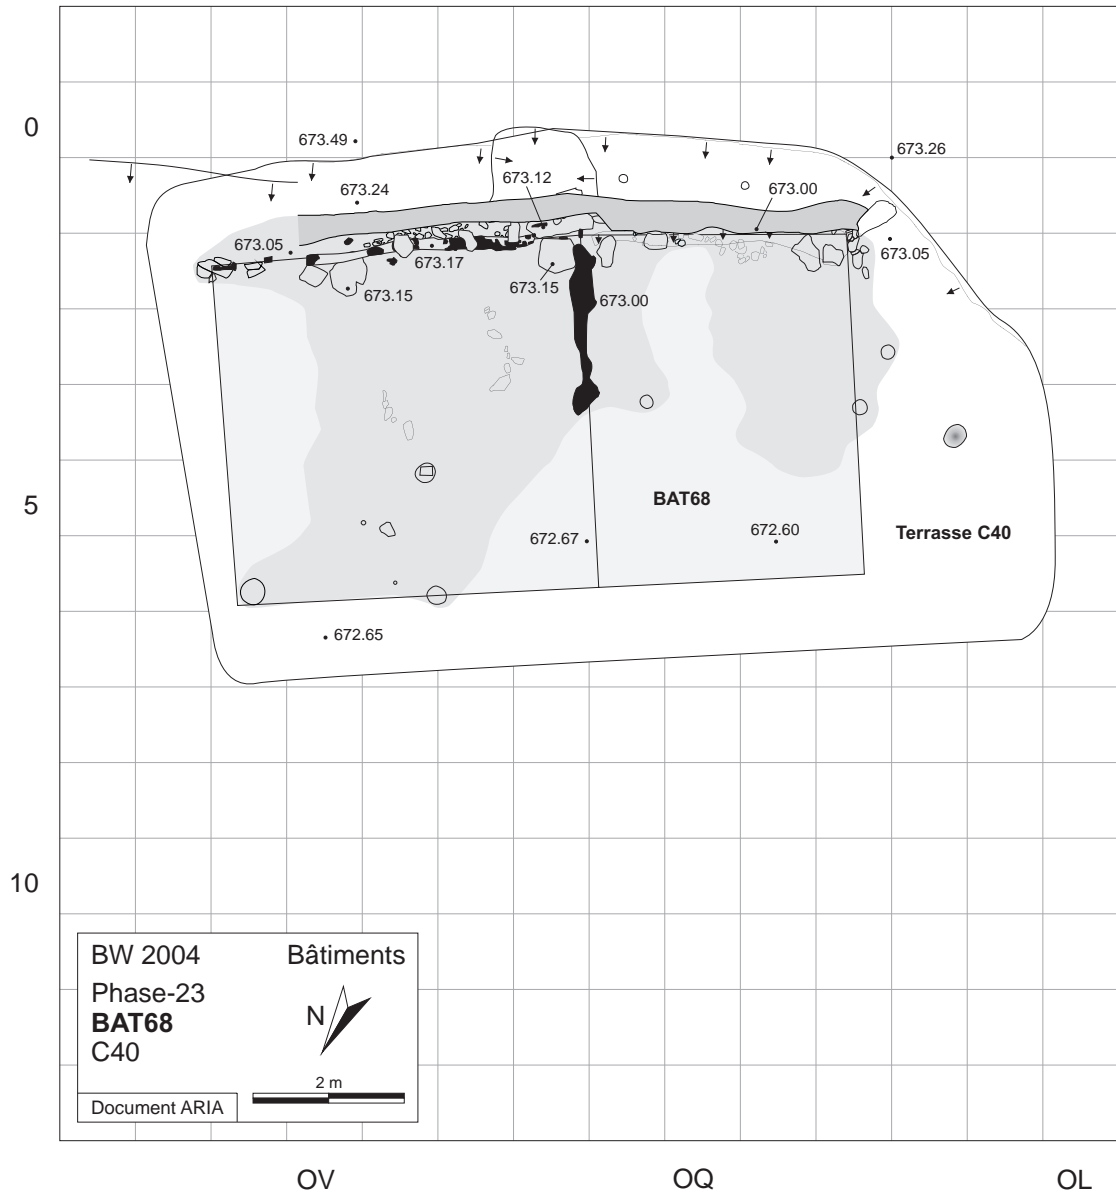 0
673.49
673.26
673.12
673.24
673.00
673.05
673.05
673.17
673.15
673.15
673.00
BAT68
5
672.67
672.60
Terrasse C40
672.65
10
BW 2004
Bâtiments
Phase-23
BAT68
C40
N
2 m
Document ARIA
OV
OQ
OL